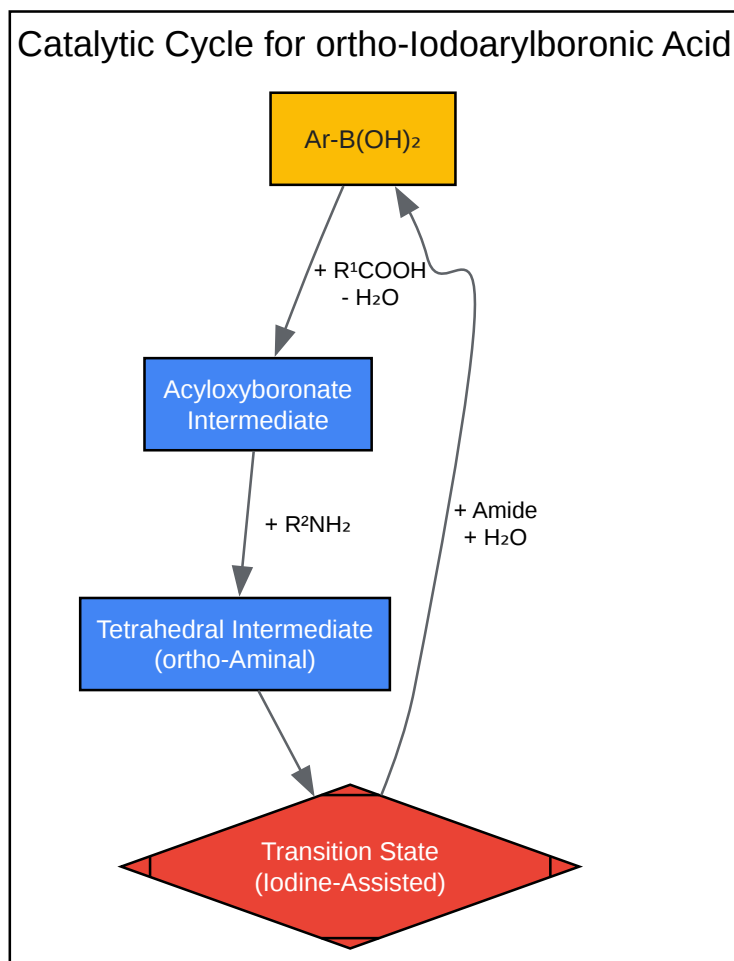 Catalytic Cycle for ortho-Iodoarylboronic Acid
Ar-B(OH)₂
+ R¹COOH
- H₂O
Acyloxyboronate
Intermediate
+ R²NH₂
+ Amide
+ H₂O
Tetrahedral Intermediate
(ortho-Aminal)
Transition State
(Iodine-Assisted)